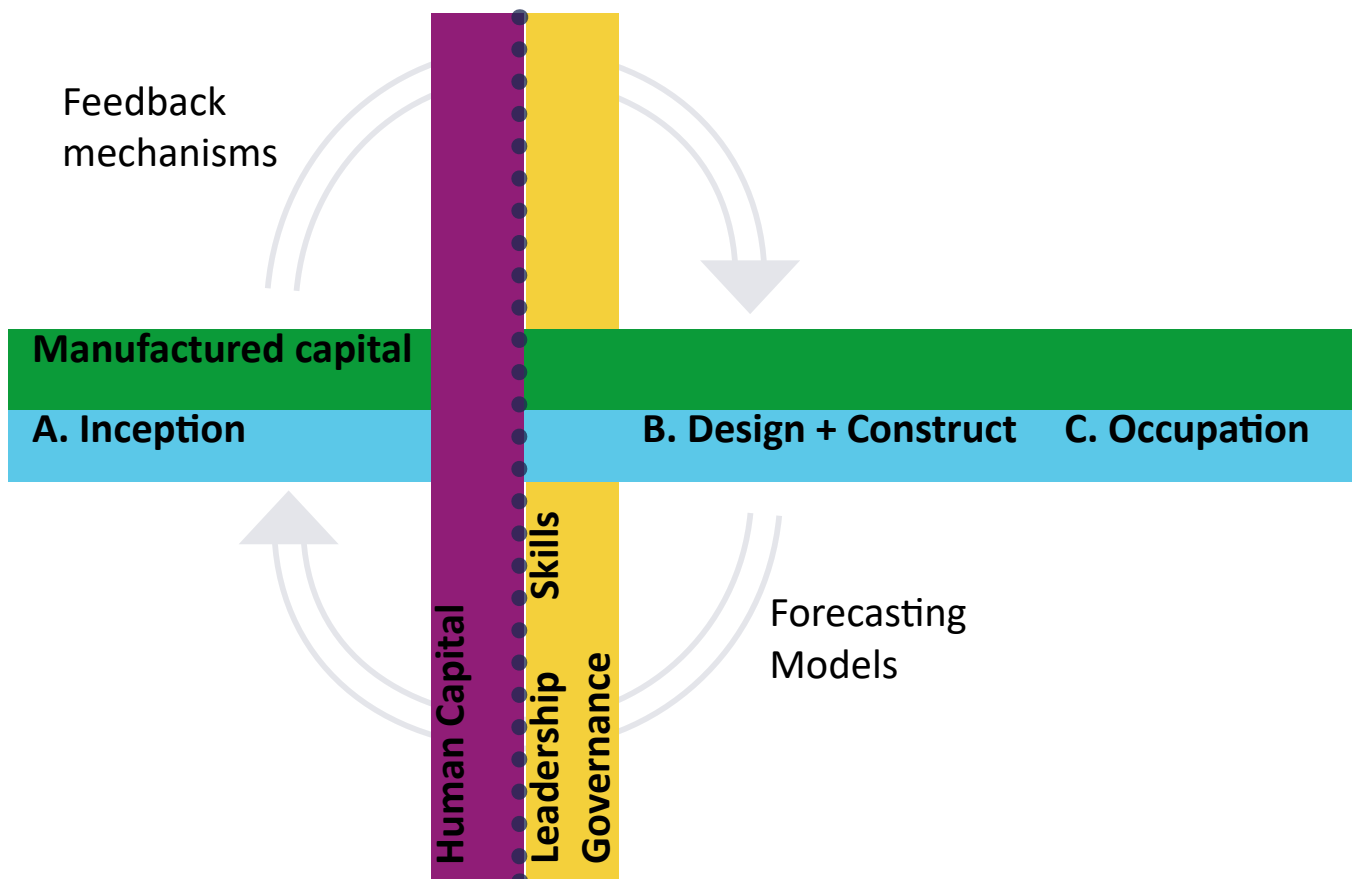 Feedback
mechanisms
Manufactured capital
A. Inception
B. Design + Construct
C. Occupation
Human Capital
Leadership
Skills
Governance
Forecasting
Models